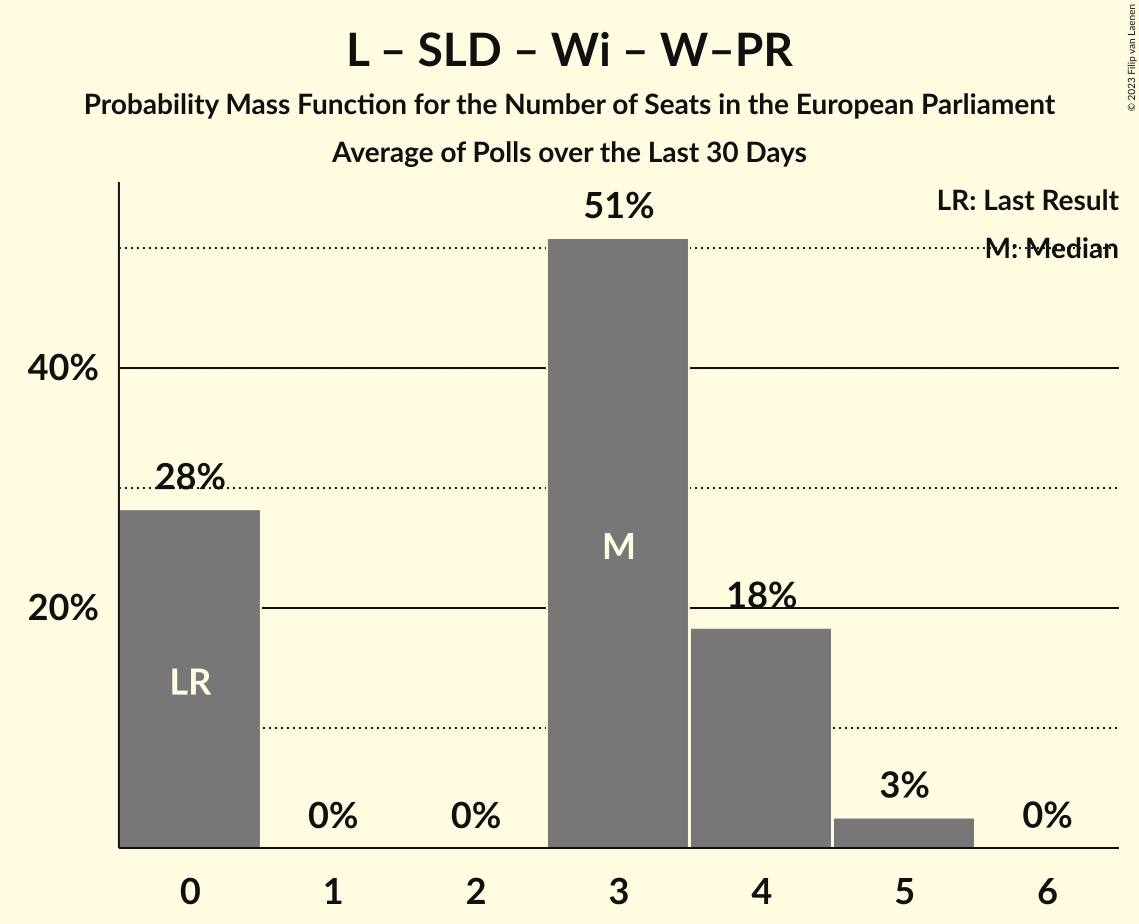 L – SLD – Wi – W–PR
Probability Mass Function for the Number of Seats in the European Parliament
Average of Polls over the Last 30 Days
© 2023 Filip van Laenen
LR: Last Result
M: Median
51%
40%
28%
M
18%
20%
LR
3%
0%
0%
0%
0
1
2
3
4
5
6